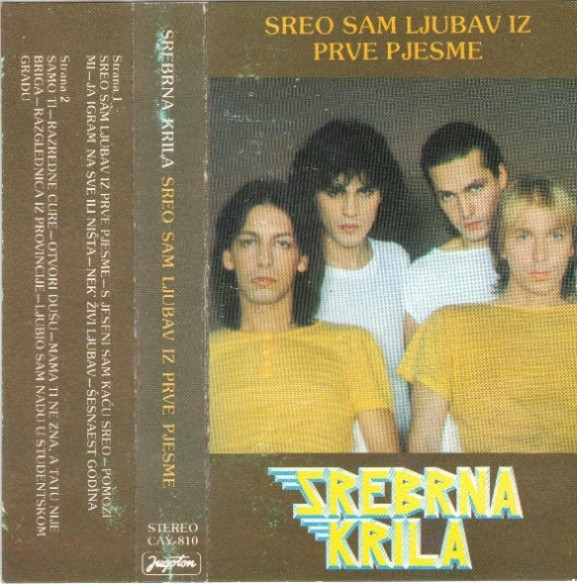 Strana 1
SREO SAM LJUBAV IZ PRVE PJESME—S JESENI SAM KAĆU SREO—POMOZI
MI—JA IGRAM NA SVE ILI NIŠTA—NEK' ŽIVI LJUBAV—ŠESNAEST GODINA
Strana 2
SAMO TI—RAZREDNE CURE—OTVORI DUŠU—MAMA TI NE ZNA, A TATU NIJE
BRIGA—RAZGLEDNICA IZ PROVINCIJE—LJUBIO SAM NAĐU U STUDENTSKOM
GRADU
SREBRNA KRILA SREO SAM LJUBAV IZ PRVE PJESME
STEREO
CAY-810
Jugoton
SREO SAM LJUBAV IZ
PRVE PJESME
SREBRNA
KRILA